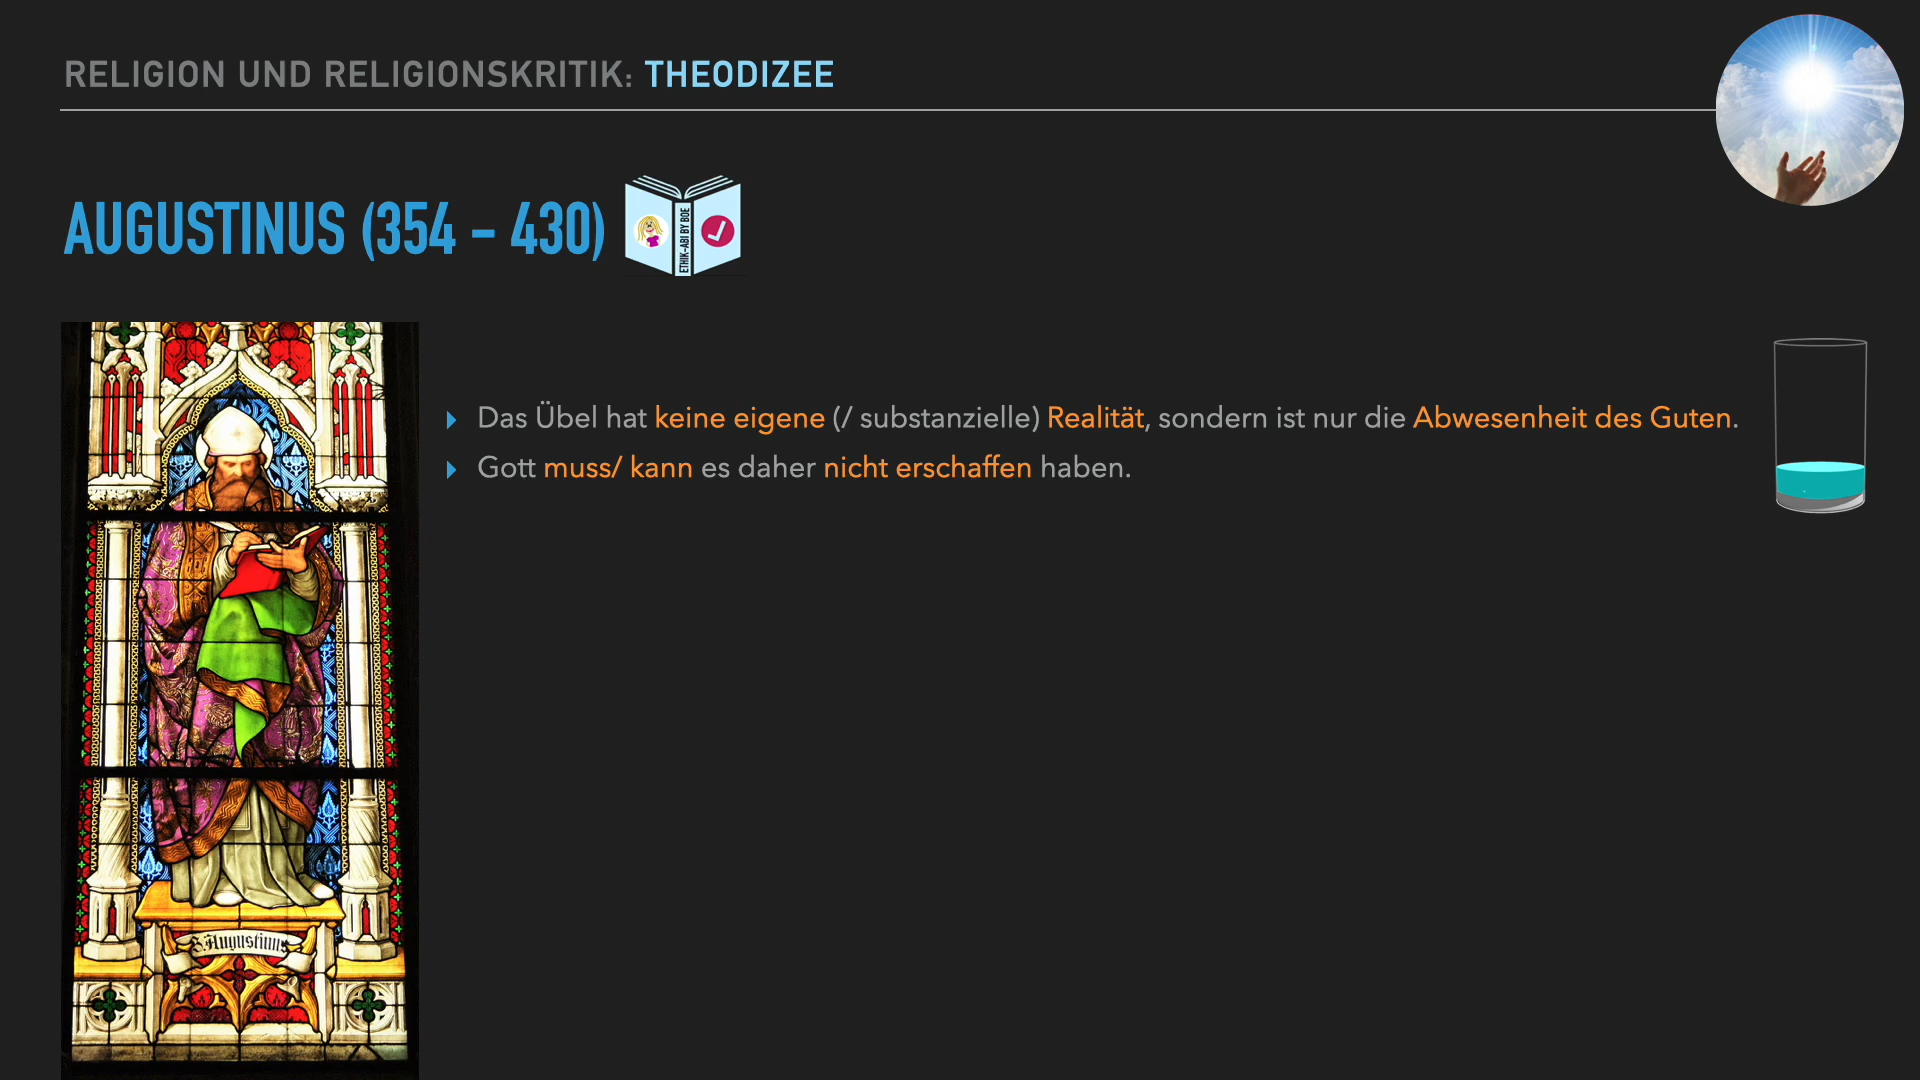 RELIGION UND RELIGIONSKRITIK: THEODIZEE
AUGUSTINUS (354 – 430)
ETHIK-ABI BY BOE
Das Übel hat keine eigene (/ substanzielle) Realität, sondern ist nur die Abwesenheit des Guten.
Gott muss/ kann es daher nicht erschaffen haben.
S. Augustinus